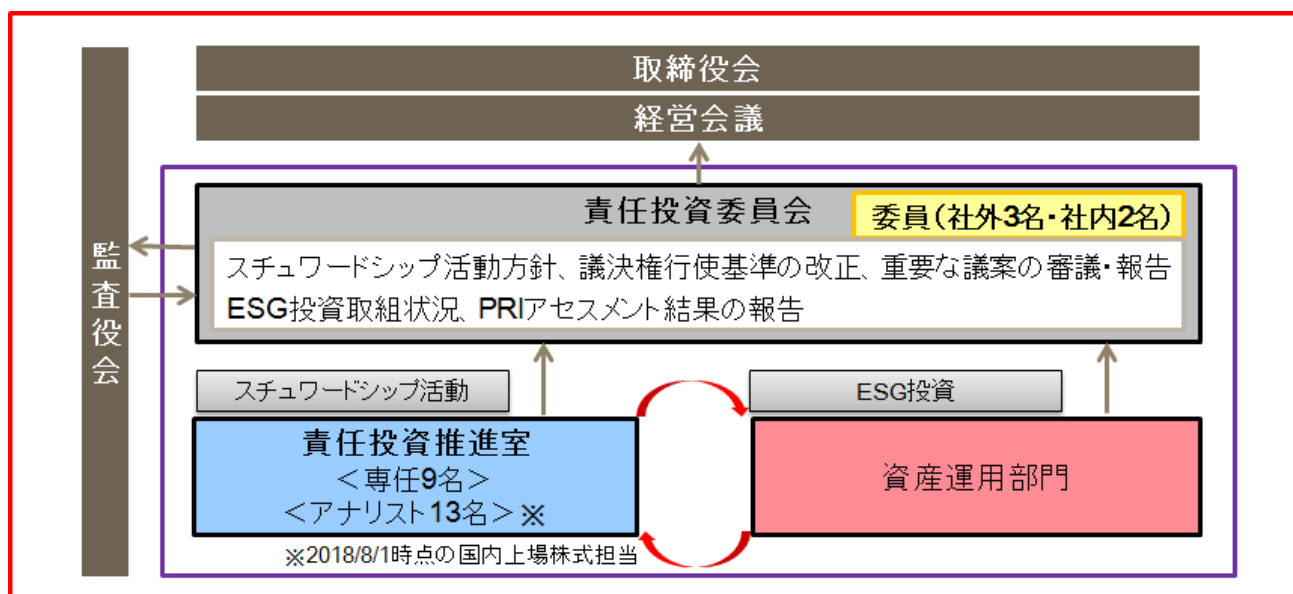 取締役会
経営会議
監査役会
責任投資委員会
委員(社外3名・社内2名)
スチュワードシップ活動方針、議決権行使基準の改正、重要な議案の審議・報告
ESG投資取組状況、PRIアセスメント結果の報告
スチュワードシップ活動
ESG投資
責任投資推進室
＜専任9名＞
＜アナリスト13名＞※
資産運用部門
※2018/8/1時点の国内上場株式担当